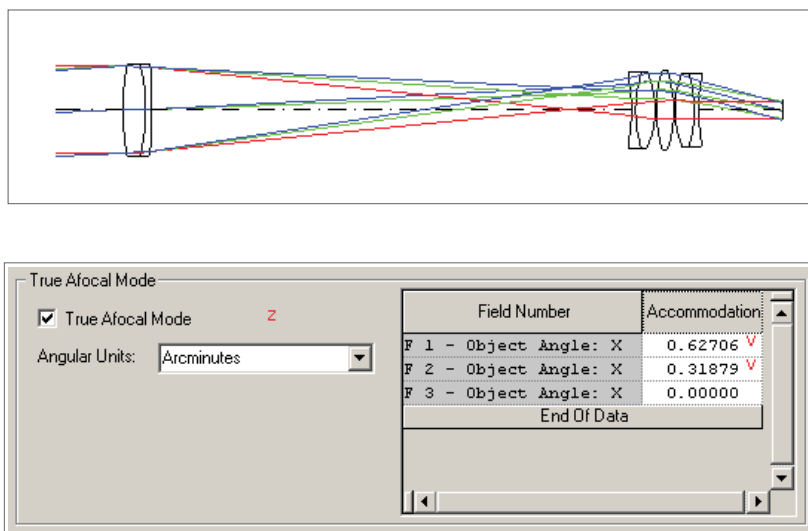 True Afocal Mode
True Afocal Mode Z
Angular Units: Arcminutes
Field Number Accommodation
F 1 - Object Angle: X 0.62706 V
F 2 - Object Angle: X 0.31879 V
F 3 - Object Angle: X 0.00000
End Of Data